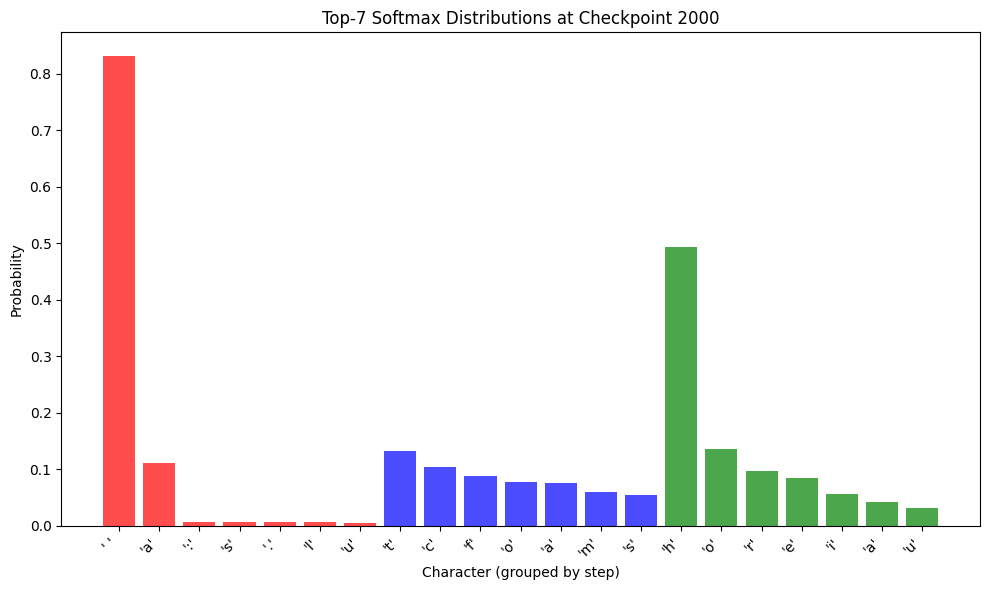 Top-7 Softmax Distributions at Checkpoint 2000
Probability
0.8
0.7
0.6
0.5
0.4
0.3
0.2
0.1
0.0
' ' 'a' ':' 's' '.' 'l' 'u' 't' 'c' 'f' 'o' 'a' 'm' 's' 'h' 'o' 'r' 'e' 'i' 'a' 'u'
Character (grouped by step)